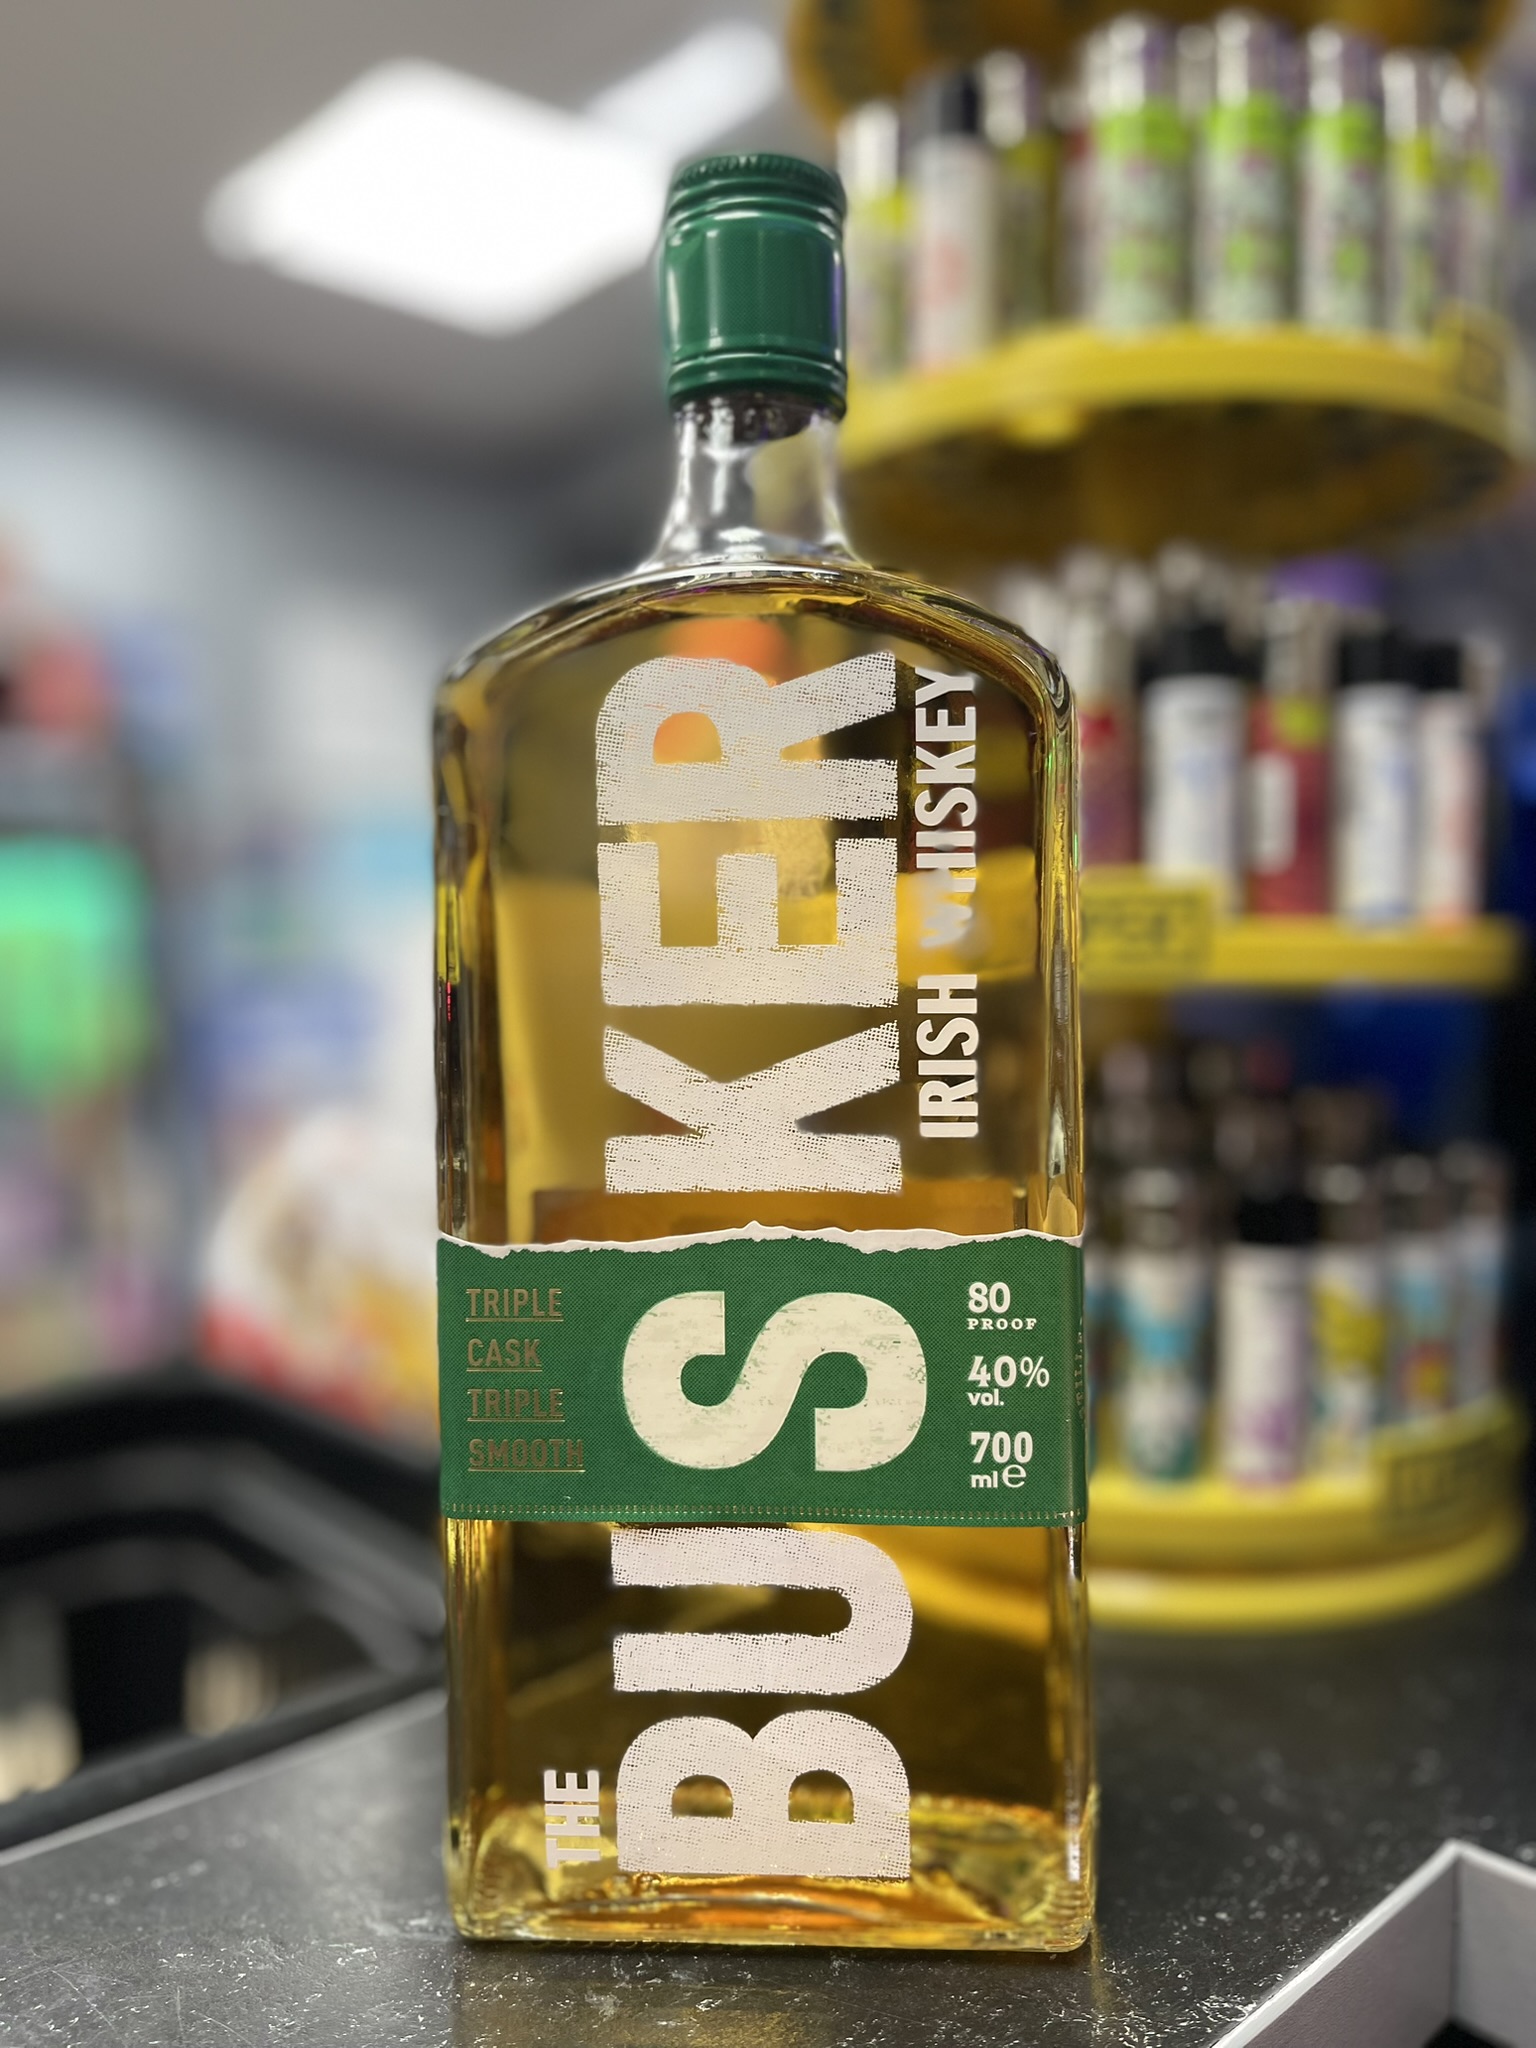 THE
BUSKER
IRISH WHISKEY
TRIPLE
CASK
TRIPLE
SMOOTH
80
PROOF
40%
vol.
700
ml e